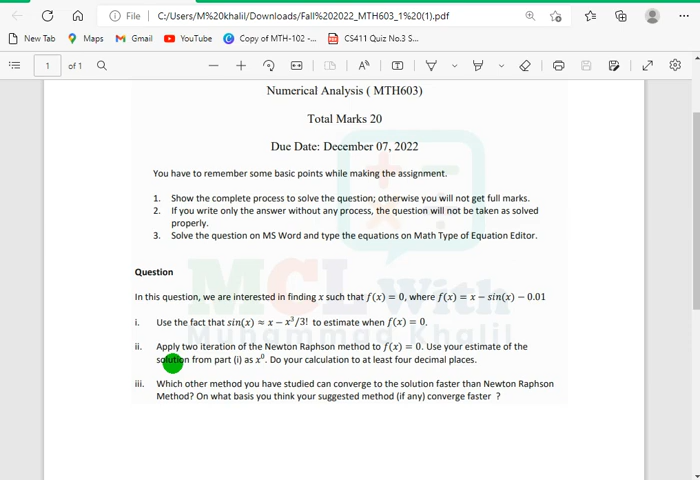 File | C:/Users/M%20khalil/Downloads/Fall%202022_MTH603_1%20(1).pdf
New Tab Maps Gmail YouTube Copy of MTH-102 -... CS411 Quiz No.3 S...
1 of 1
Numerical Analysis ( MTH603)
Total Marks 20
Due Date: December 07, 2022
You have to remember some basic points while making the assignment.
1. Show the complete process to solve the question; otherwise you will not get full marks.
2. If you write only the answer without any process, the question will not be taken as solved
properly.
3. Solve the question on MS Word and type the equations on Math Type of Equation Editor.
Question
MCL With
In this question, we are interested in finding x such that f(x) = 0, where f(x) = x − sin(x) − 0.01
i. Use the fact that sin(x) ≈ x − x³/3! to estimate when f(x) = 0.
Muhammad Khalil
ii. Apply two iteration of the Newton Raphson method to f(x) = 0. Use your estimate of the
solution from part (i) as x⁰. Do your calculation to at least four decimal places.
iii. Which other method you have studied can converge to the solution faster than Newton Raphson
Method? On what basis you think your suggested method (if any) converge faster ?